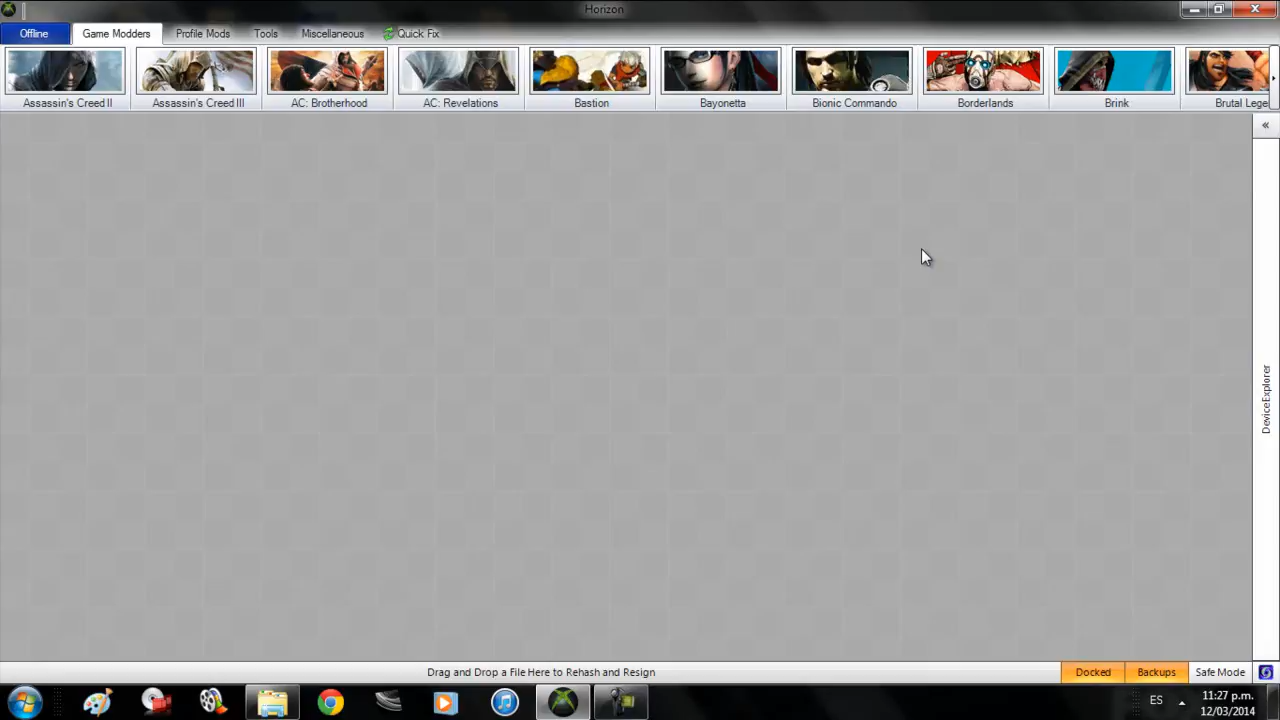 Horizon
Offline Game Modders Profile Mods Tools Miscellaneous Quick Fix
Assassin's Creed II Assassin's Creed III AC: Brotherhood AC: Revelations Bastion Bayonetta Bionic Commando Borderlands Brink Brutal Lege
«
DeviceExplorer
Drag and Drop a File Here to Rehash and Resign Docked Backups Safe Mode
ES 11:27 p.m.
12/03/2014